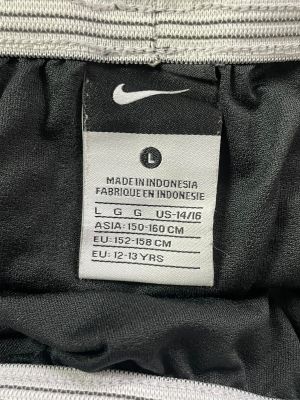 L
MADE IN INDONESIA
FABRIQUE EN INDONESIE
L G G US-14/16
ASIA: 150-160 CM
EU: 152-158 CM
EU: 12-13 YRS